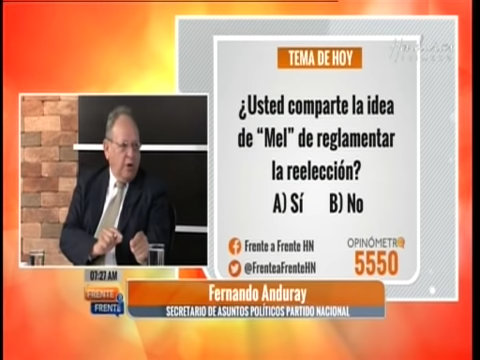 TEMA DE HOY
¿Usted comparte la idea
de “Mel” de reglamentar
la reelección?
A) Sí B) No
Frente a Frente HN
@FrenteaFrenteHN
OPINÓMETRO
5550
07:27 AM
FRENTE a
FRENTE
Fernando Anduray
SECRETARIO DE ASUNTOS POLÍTICOS PARTIDO NACIONAL